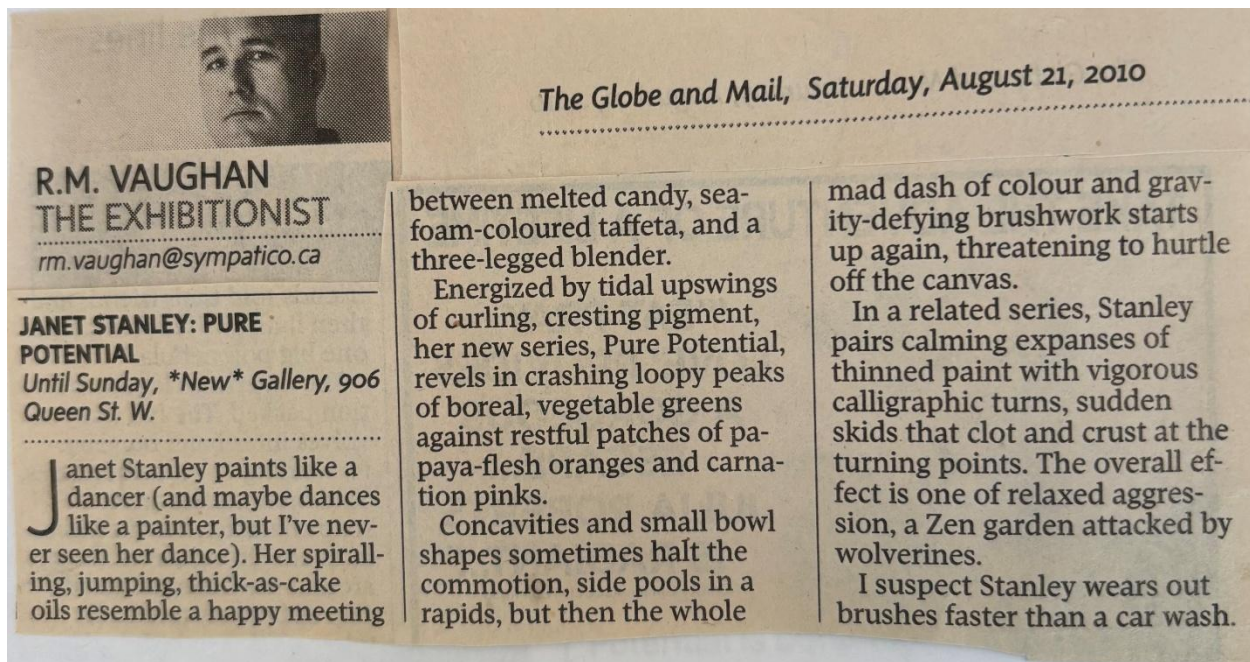 The Globe and Mail, Saturday, August 21, 2010
R.M. VAUGHAN
THE EXHIBITIONIST
rm.vaughan@sympatico.ca
JANET STANLEY: PURE
POTENTIAL
Until Sunday, *New* Gallery, 906
Queen St. W.
Janet Stanley paints like a
dancer (and maybe dances
like a painter, but I've nev-
er seen her dance). Her spirall-
ing, jumping, thick-as-cake
oils resemble a happy meeting
between melted candy, sea-
foam-coloured taffeta, and a
three-legged blender.
Energized by tidal upswings
of curling, cresting pigment,
her new series, Pure Potential,
revels in crashing loopy peaks
of boreal, vegetable greens
against restful patches of pa-
paya-flesh oranges and carna-
tion pinks.
Concavities and small bowl
shapes sometimes halt the
commotion, side pools in a
rapids, but then the whole
mad dash of colour and grav-
ity-defying brushwork starts
up again, threatening to hurtle
off the canvas.
In a related series, Stanley
pairs calming expanses of
thinned paint with vigorous
calligraphic turns, sudden
skids that clot and crust at the
turning points. The overall ef-
fect is one of relaxed aggres-
sion, a Zen garden attacked by
wolverines.
I suspect Stanley wears out
brushes faster than a car wash.